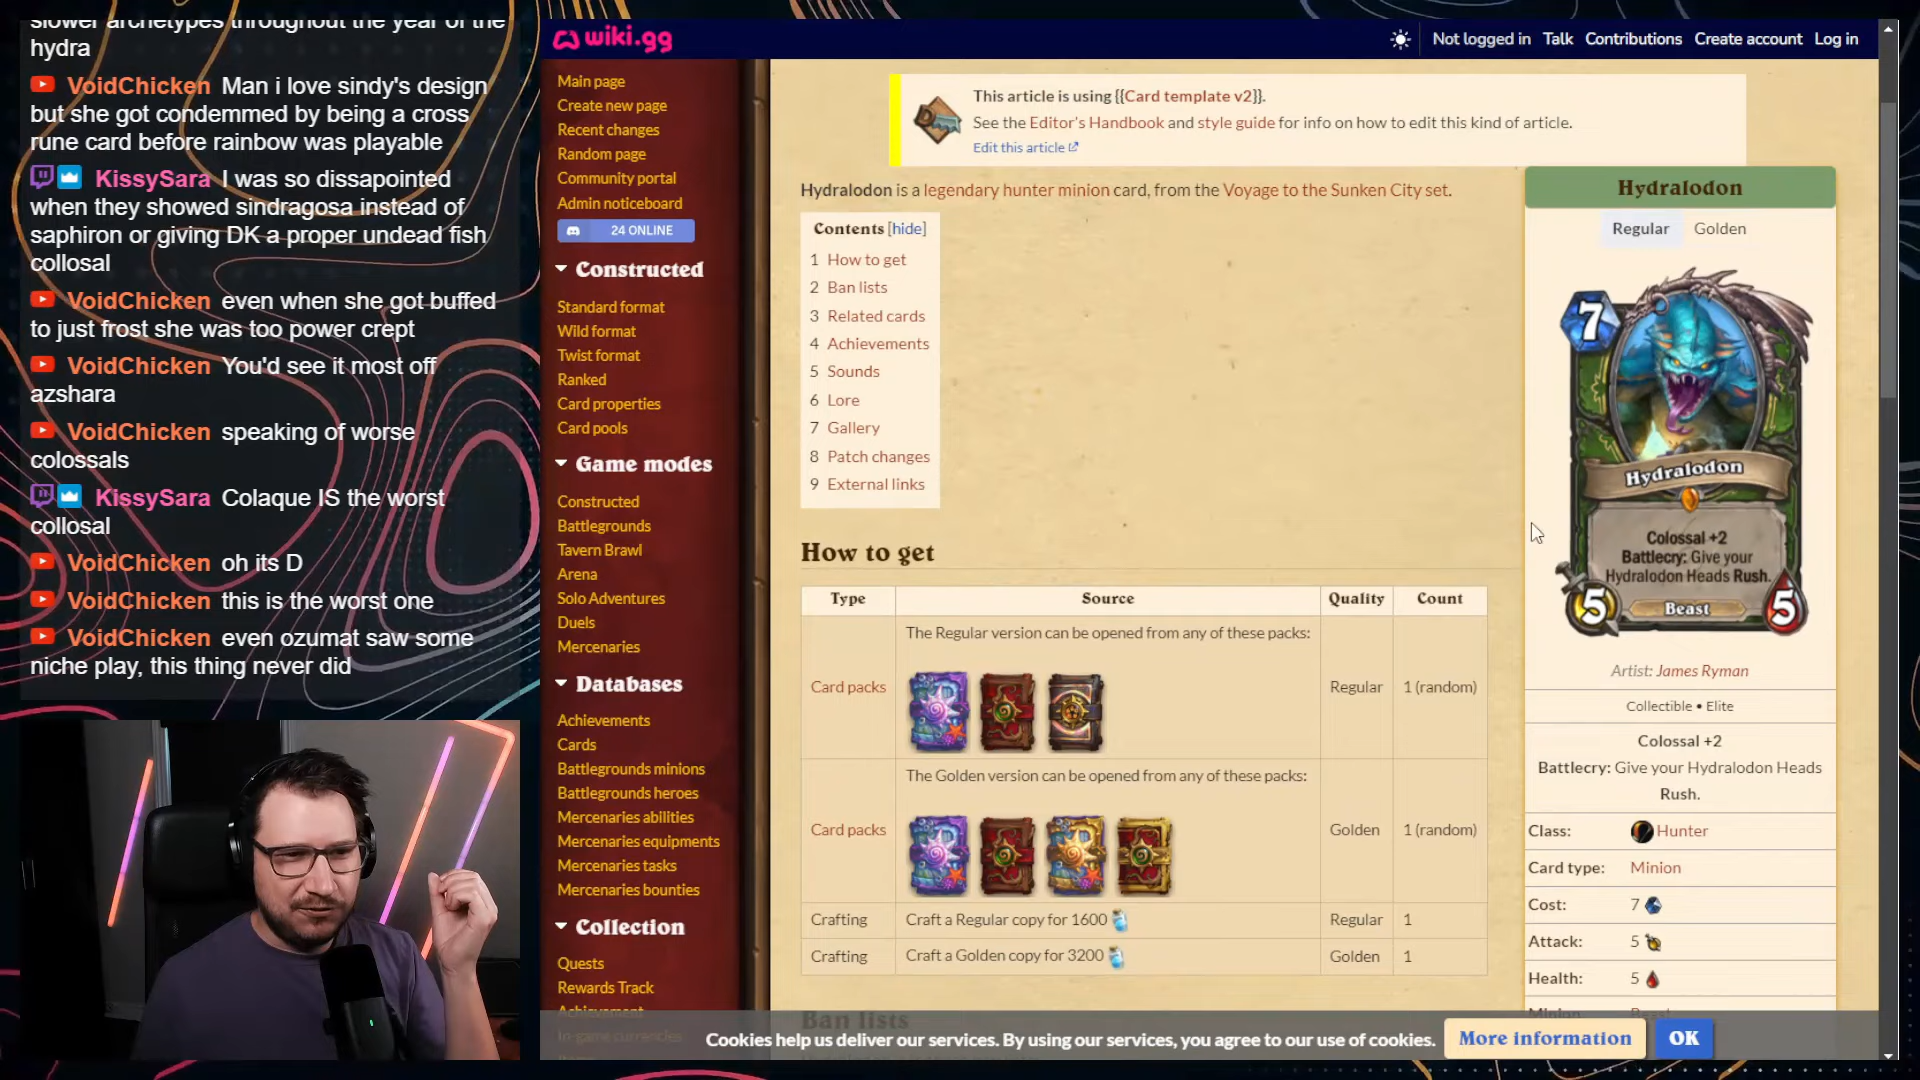 slower archetypes throughout the year of the
hydra
VoidChicken Man i love sindy's design
but she got condemmed by being a cross
rune card before rainbow was playable
KissySara I was so dissapointed
when they showed sindragosa instead of
saphiron or giving DK a proper undead fish
collosal
VoidChicken even when she got buffed
to just frost she was too power crept
VoidChicken You'd see it most off
azshara
VoidChicken speaking of worse
colossals
KissySara Colaque IS the worst
collosal
VoidChicken oh its D
VoidChicken this is the worst one
VoidChicken even ozumat saw some
niche play, this thing never did
wiki.gg
Not logged in Talk Contributions Create account Log in
Main page
Create new page
Recent changes
Random page
Community portal
Admin noticeboard
24 ONLINE
Constructed
Standard format
Wild format
Twist format
Ranked
Card properties
Card pools
Game modes
Constructed
Battlegrounds
Tavern Brawl
Arena
Solo Adventures
Duels
Mercenaries
Databases
Achievements
Cards
Battlegrounds minions
Battlegrounds heroes
Mercenaries abilities
Mercenaries equipments
Mercenaries tasks
Mercenaries bounties
Collection
Quests
Rewards Track
Achievement
In-game currencies
This article is using {{Card template v2}}.
See the Editor's Handbook and style guide for info on how to edit this kind of article.
Edit this article
Hydralodon is a legendary hunter minion card, from the Voyage to the Sunken City set.
Contents [hide]
1 How to get
2 Ban lists
3 Related cards
4 Achievements
5 Sounds
6 Lore
7 Gallery
8 Patch changes
9 External links
How to get
Type Source Quality Count
The Regular version can be opened from any of these packs:
Card packs Regular 1 (random)
The Golden version can be opened from any of these packs:
Card packs Golden 1 (random)
Crafting Craft a Regular copy for 1600 Regular 1
Crafting Craft a Golden copy for 3200 Golden 1
Ban lists
Hydralodon
Regular Golden
7
Hydralodon
Colossal +2
Battlecry: Give your
Hydralodon Heads Rush.
5 Beast 5
Artist: James Ryman
Collectible • Elite
Colossal +2
Battlecry: Give your Hydralodon Heads
Rush.
Class: Hunter
Card type: Minion
Cost: 7
Attack: 5
Health: 5
Minion Beast
Cookies help us deliver our services. By using our services, you agree to our use of cookies. More information OK